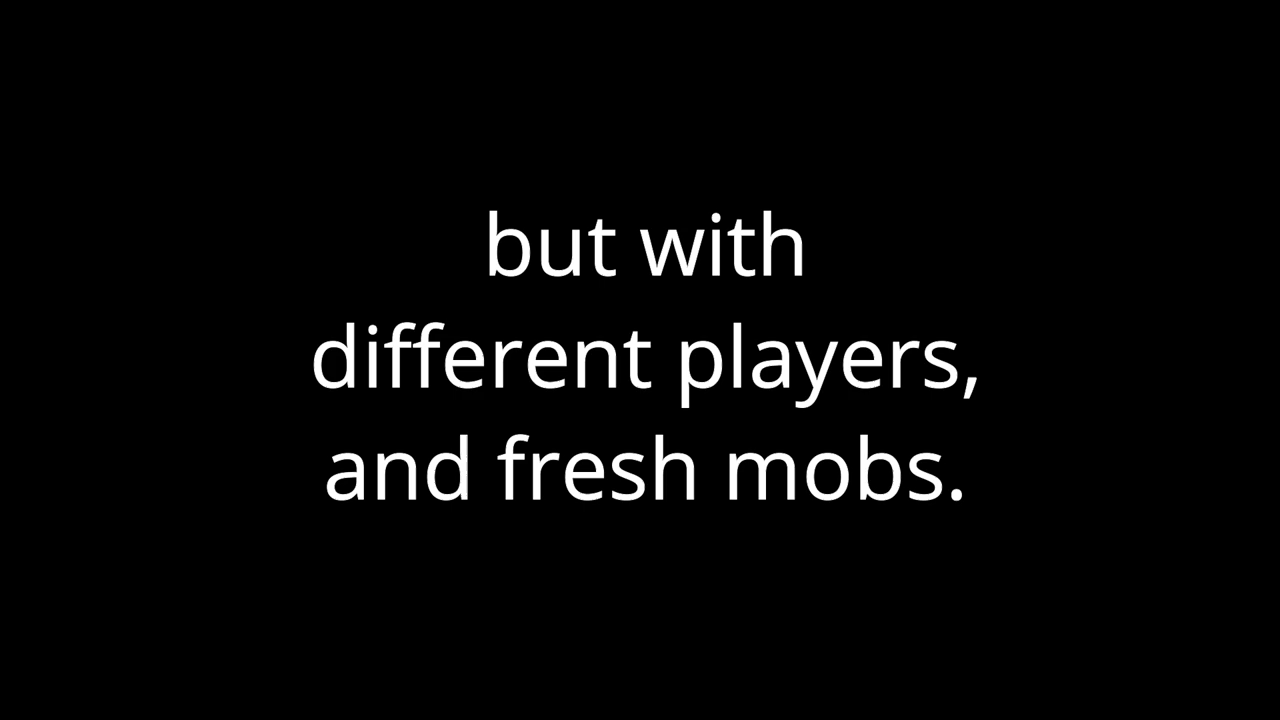 but with
different players,
and fresh mobs.